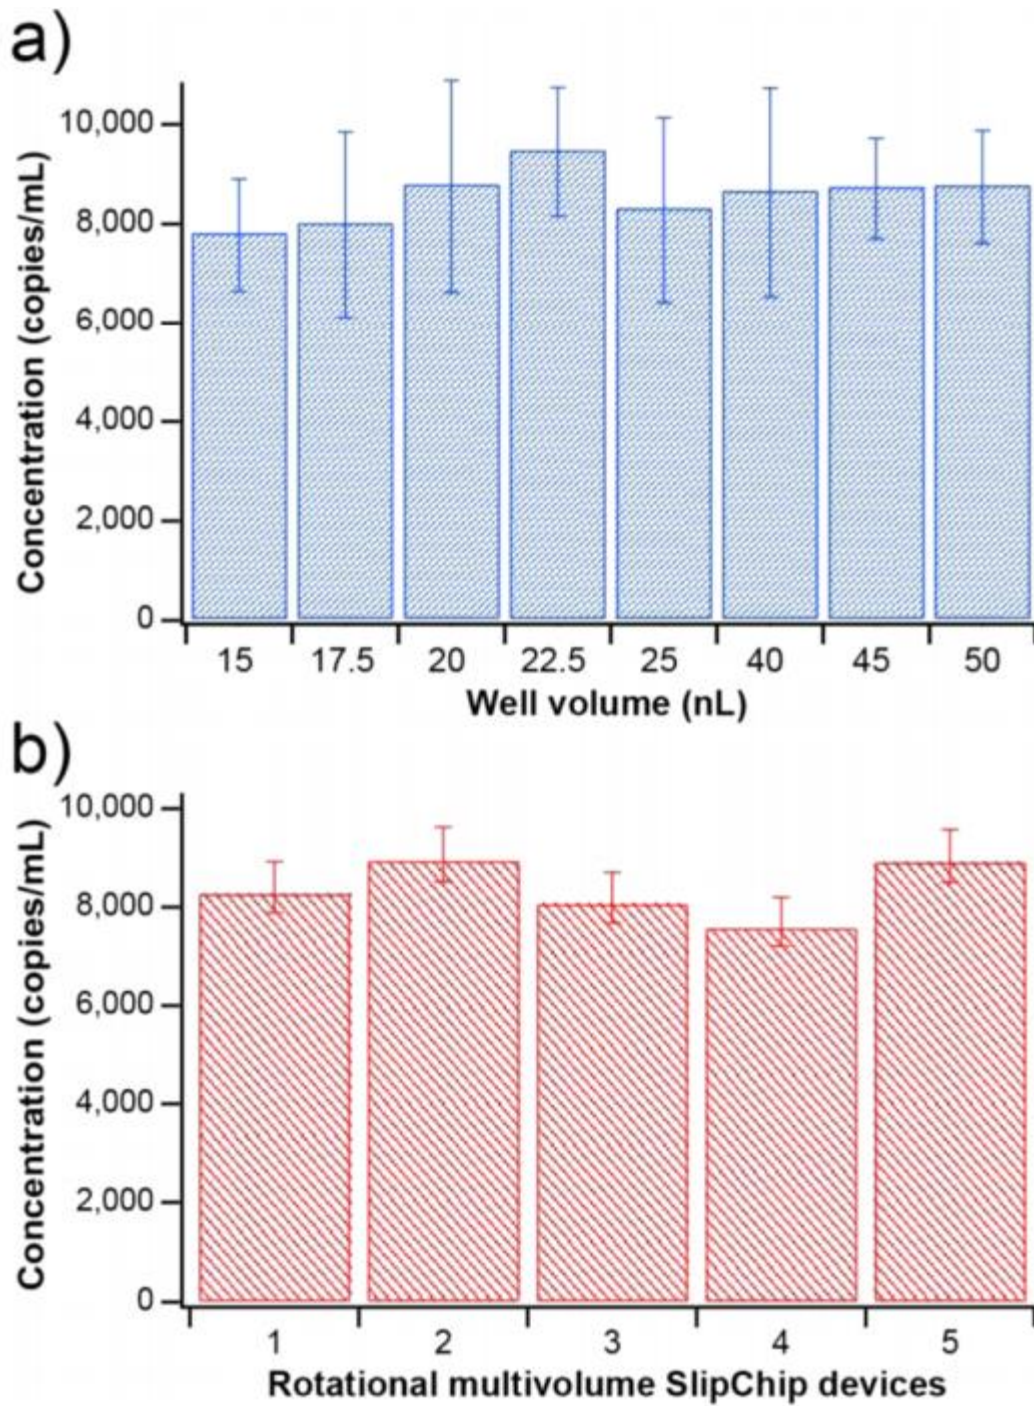 a)
Concentration (copies/mL)
10,000
8,000
6,000
4,000
2,000
0
15 17.5 20 22.5 25 40 45 50
Well volume (nL)
b)
Concentration (copies/mL)
10,000
8,000
6,000
4,000
2,000
0
1 2 3 4 5
Rotational multivolume SlipChip devices